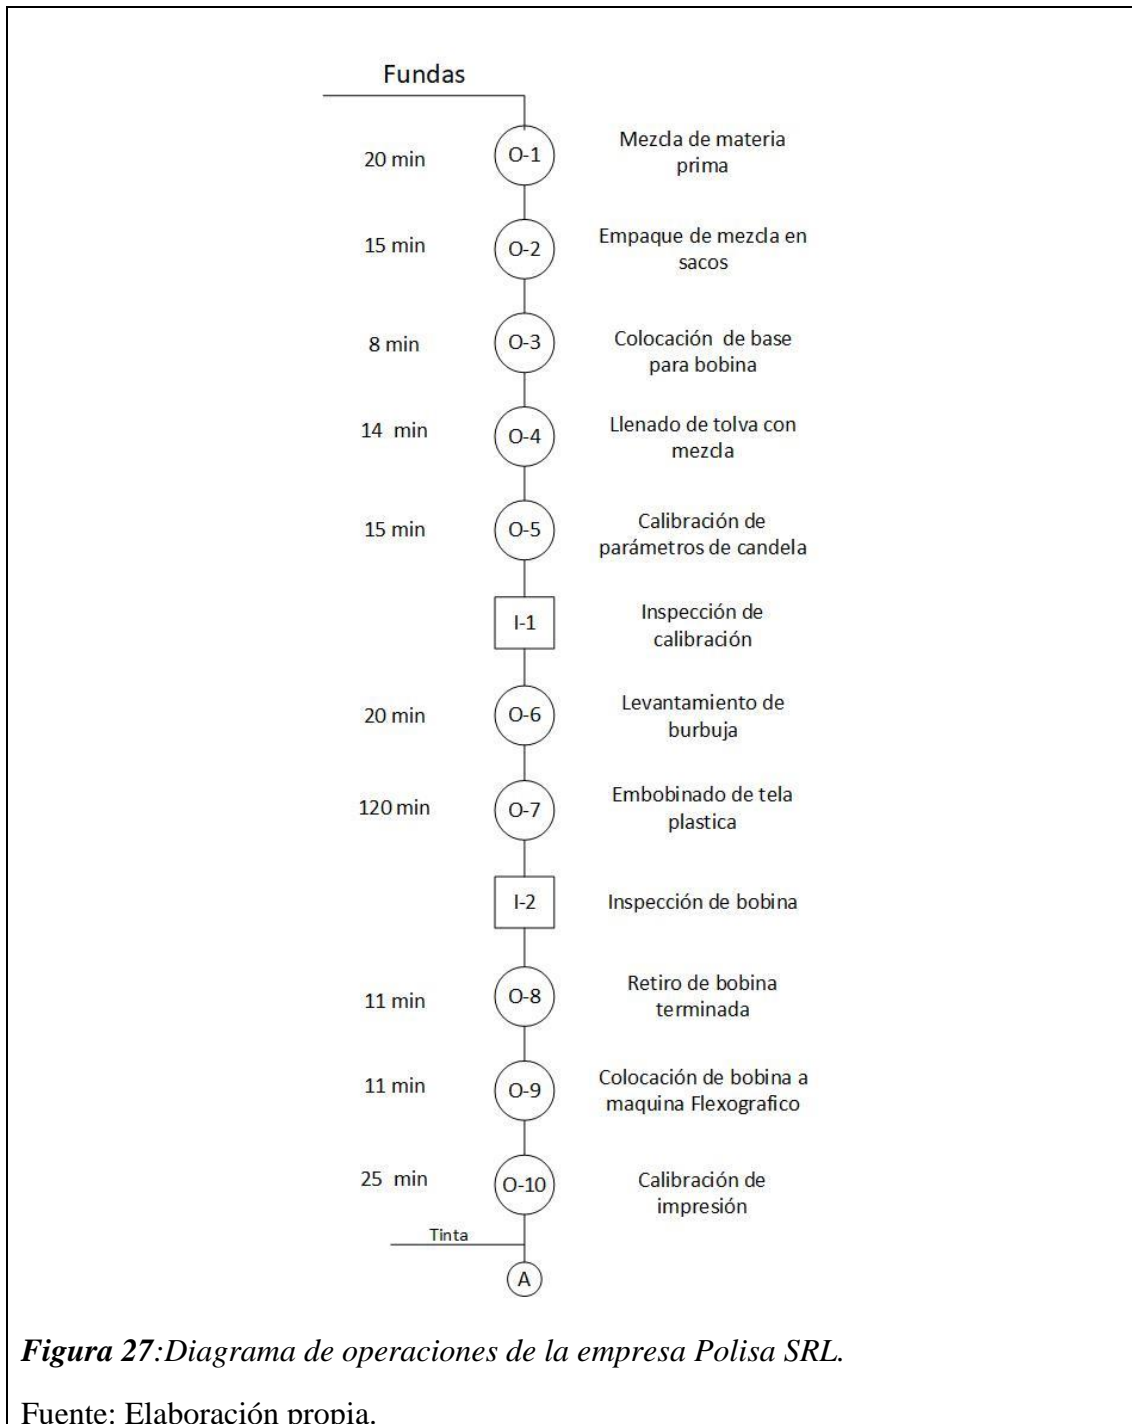 Fundas
20 min
O-1
Mezcla de materia
prima
15 min
O-2
Empaque de mezcla en
sacos
8 min
O-3
Colocación de base
para bobina
14 min
O-4
Llenado de tolva con
mezcla
15 min
O-5
Calibración de
parámetros de candela
I-1
Inspección de
calibración
20 min
O-6
Levantamiento de
burbuja
120 min
O-7
Embobinado de tela
plastica
I-2
Inspección de bobina
11 min
O-8
Retiro de bobina
terminada
11 min
O-9
Colocación de bobina a
maquina Flexografico
25 min
O-10
Calibración de
impresión
Tinta
A
Figura 27:Diagrama de operaciones de la empresa Polisa SRL.
Fuente: Elaboración propia.